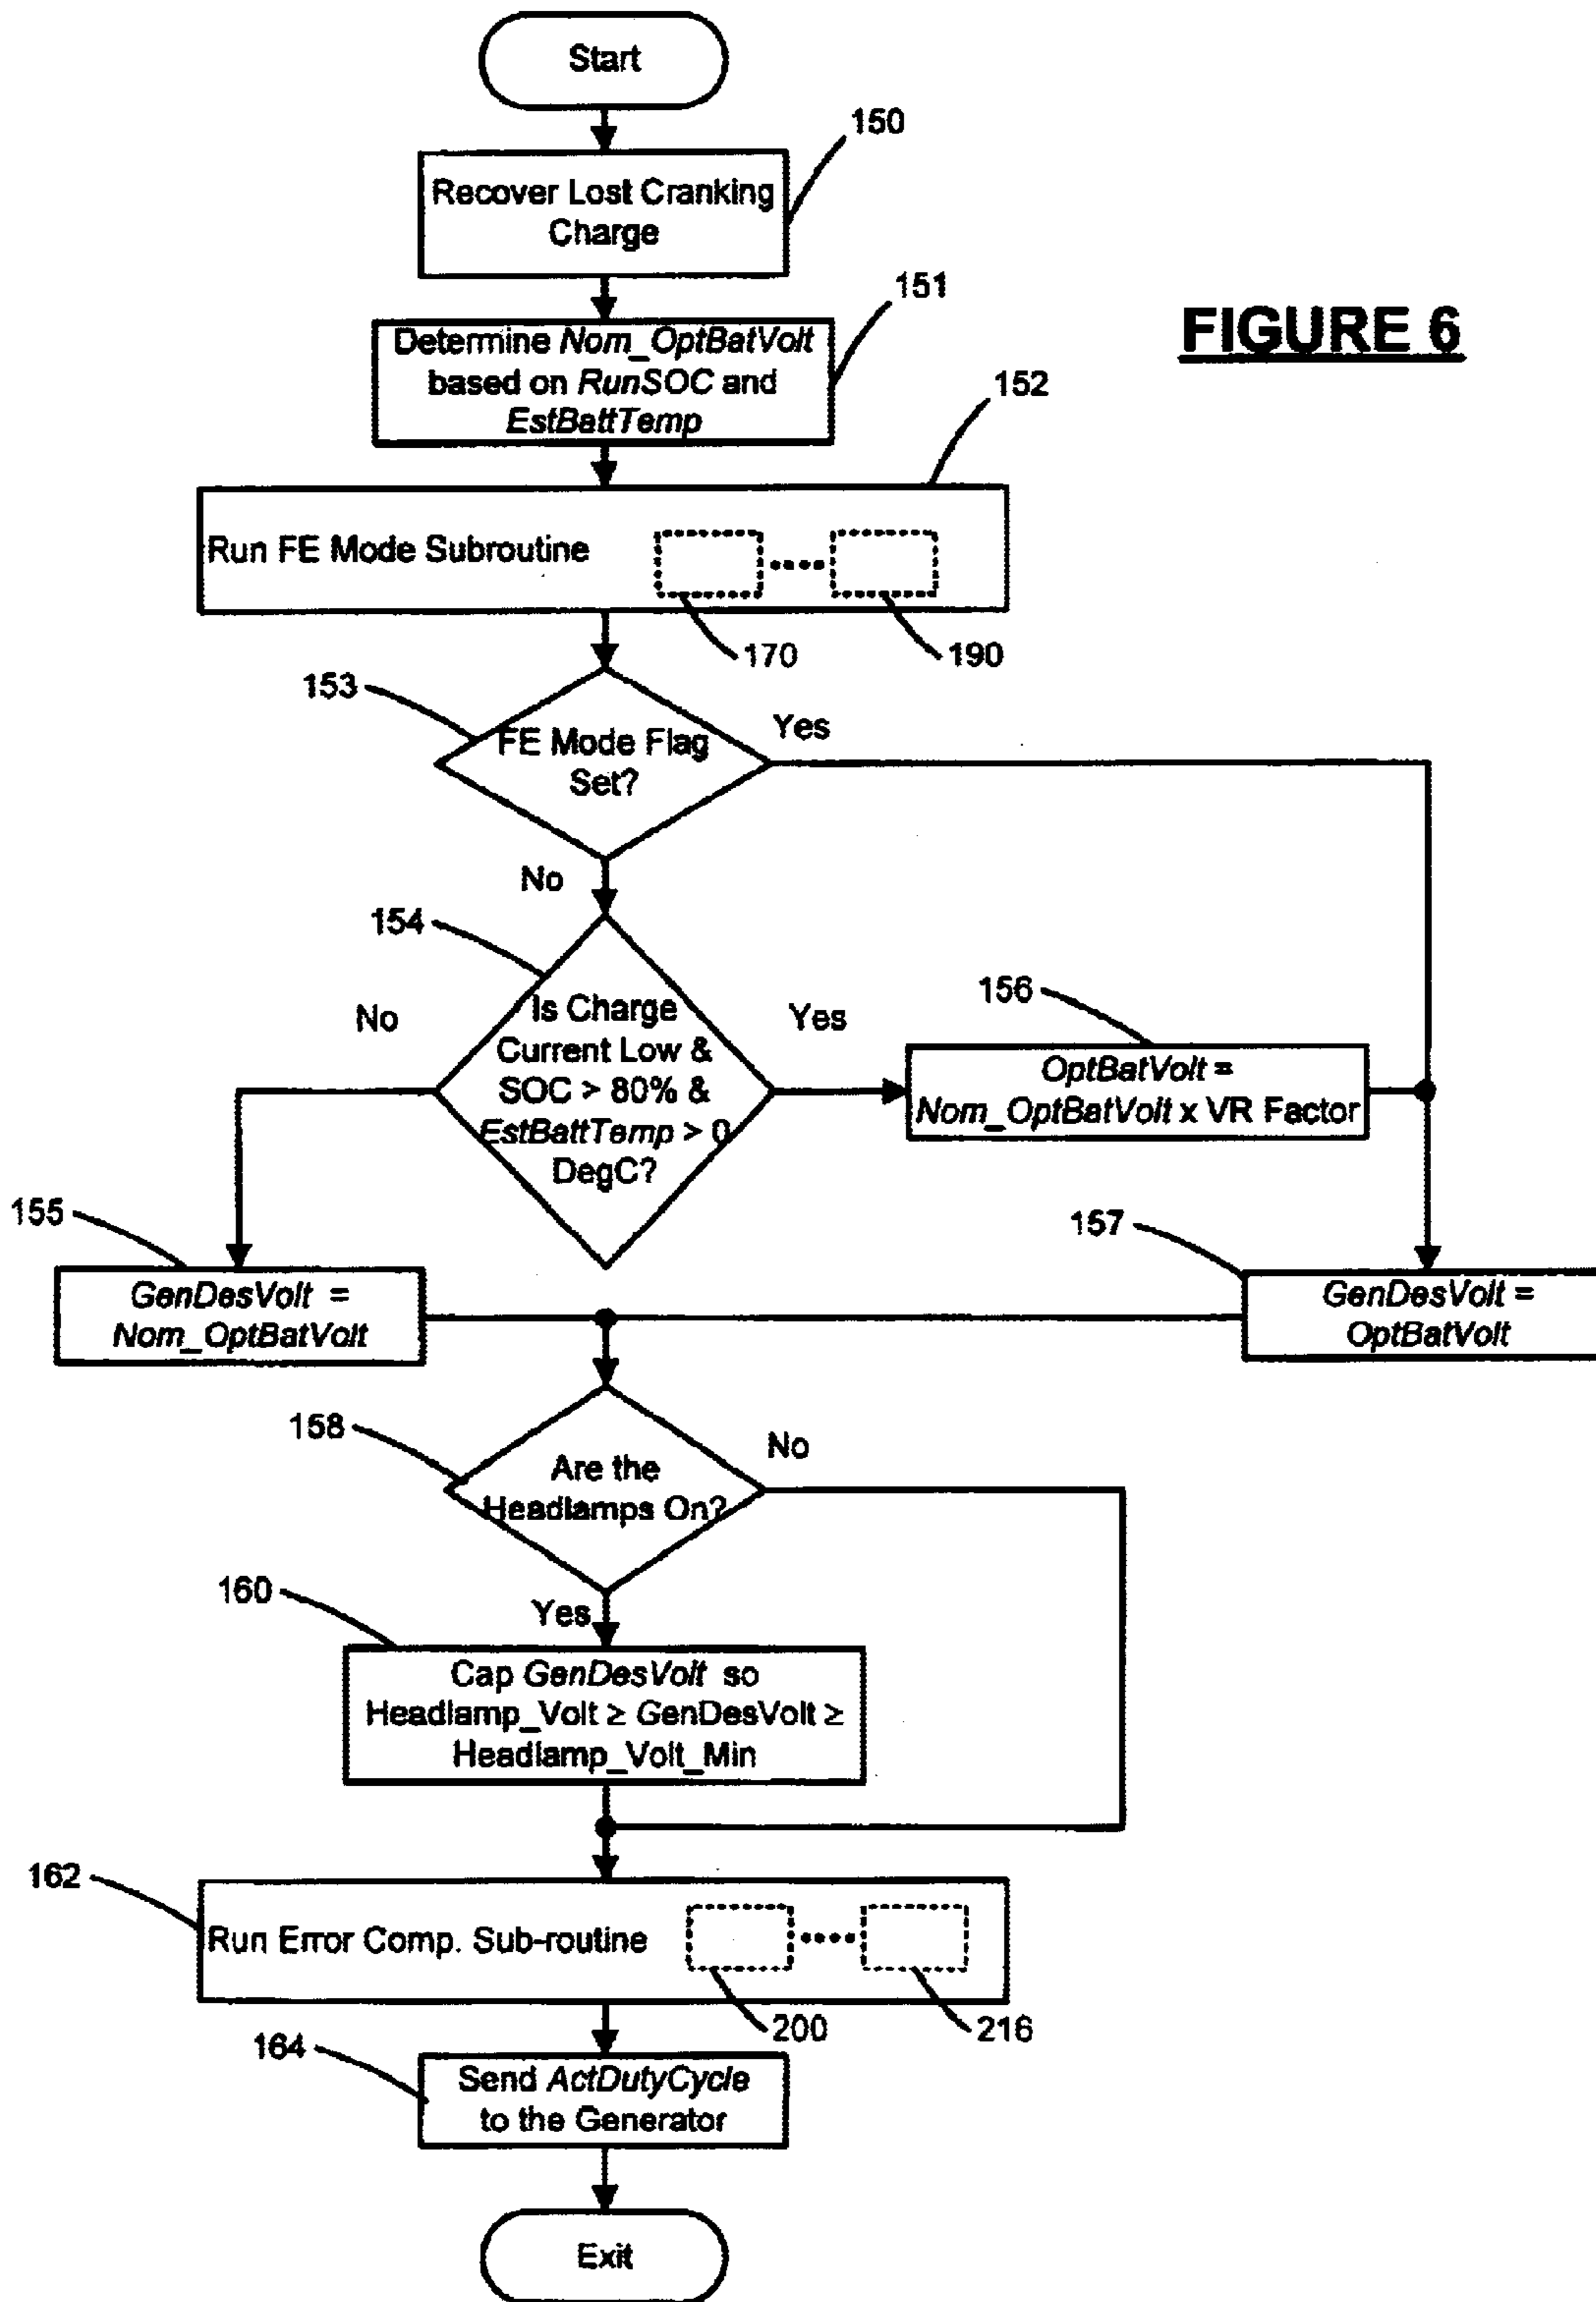 Start
150
Recover Lost Cranking
Charge
151
FIGURE 6
Determine Nom_OptBatVolt
based on RunSOC and
EstBattTemp
152
Run FE Mode Subroutine
170
190
153
FE Mode Flag
Set?
Yes
No
154
Is Charge
Current Low &
SOC > 80% &
EstBattTemp > 0
DegC?
No
Yes
156
OptBatVolt =
Nom_OptBatVolt x VR Factor
155
GenDesVolt =
Nom_OptBatVolt
157
GenDesVolt =
OptBatVolt
158
Are the
Headlamps On?
No
Yes
160
Cap GenDesVolt so
Headlamp_Volt ≥ GenDesVolt ≥
Headlamp_Volt_Min
162
Run Error Comp. Sub-routine
200
216
164
Send ActDutyCycle
to the Generator
Exit